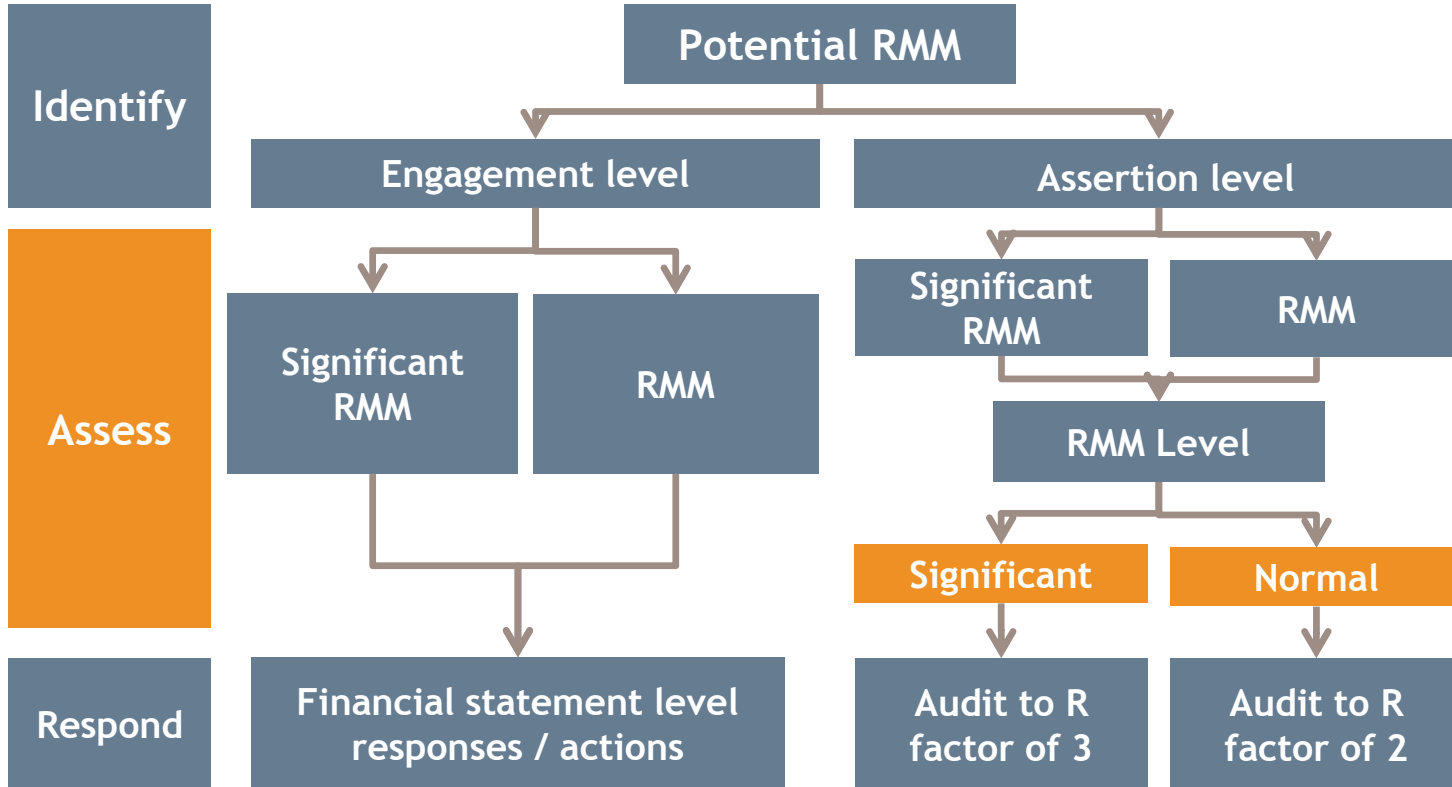 Identify
Potential RMM
Engagement level
Assertion level
Assess
Significant
RMM
RMM
Significant
RMM
RMM
RMM Level
Significant
Normal
Respond
Financial statement level
responses / actions
Audit to R
factor of 3
Audit to R
factor of 2